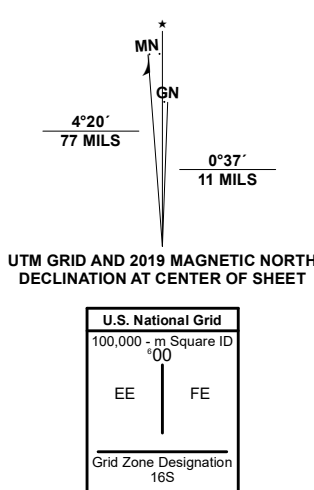 ★
MN
GN
4°20´
77 MILS
0°37´
11 MILS
UTM GRID AND 2019 MAGNETIC NORTH
DECLINATION AT CENTER OF SHEET
U.S. National Grid
100,000 - m Square ID
⁶00
EE FE
Grid Zone Designation
16S